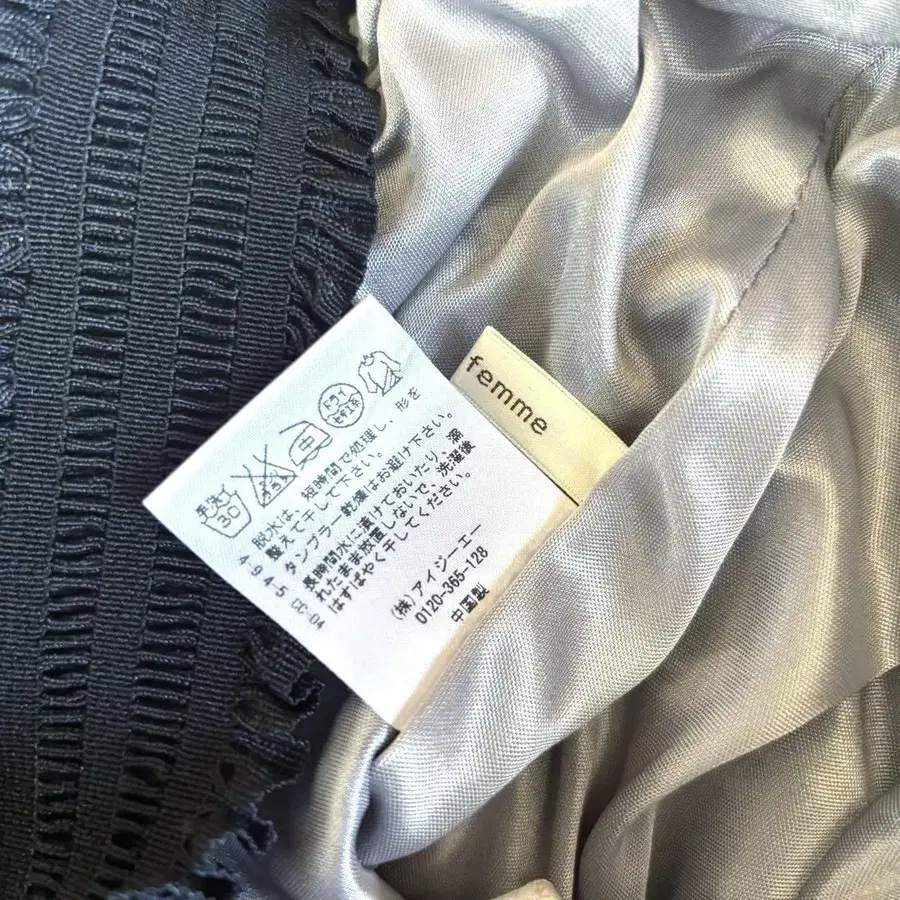 femme
手洗イ
30
中
ドライ
セキユ系
脱水は、短時間で処理し、形を
整えて干して下さい。
タンブラー乾燥はお避け下さい。
長時間水に漬けておいたり、濡
れたまま放置しないで、洗濯後
はすばやく干してください。
4-94-5 CC-04
(株)アイジーエー
0120-365-128
中国製